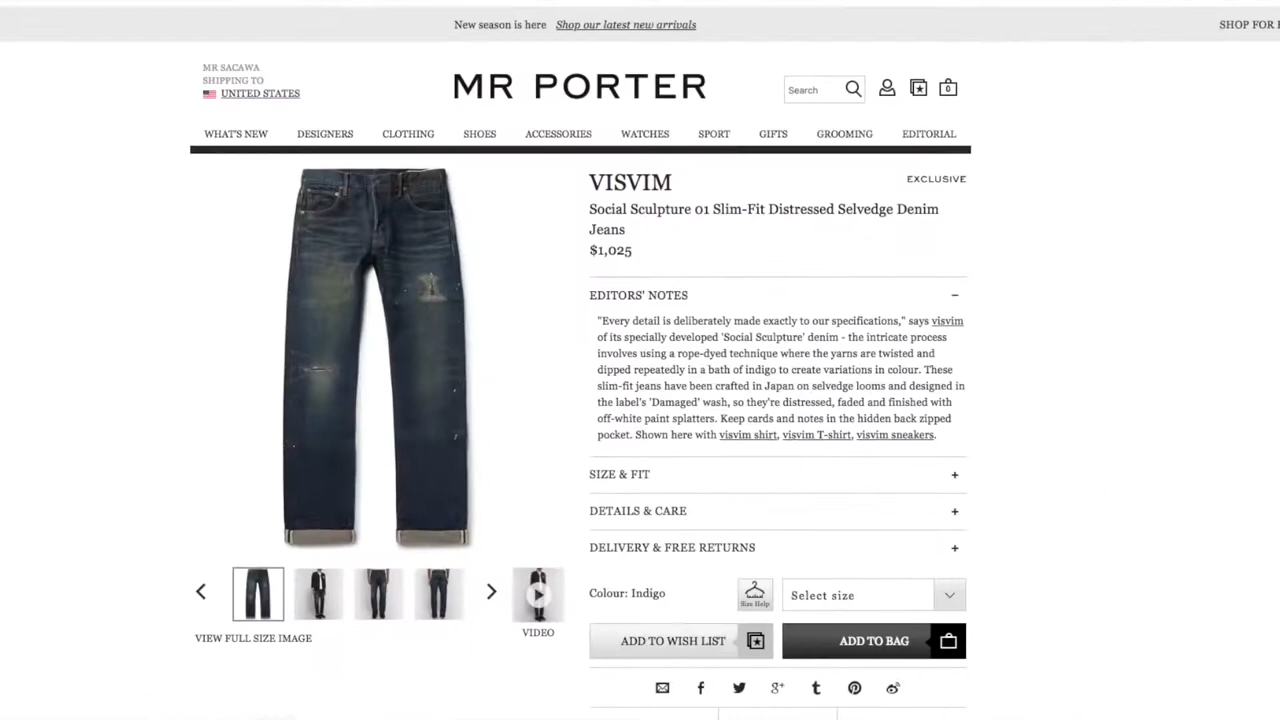 New season is here Shop our latest new arrivals
SHOP FOR
MR SACAWA
SHIPPING TO
UNITED STATES
MR PORTER
Search
0
WHAT'S NEW DESIGNERS CLOTHING SHOES ACCESSORIES WATCHES SPORT GIFTS GROOMING EDITORIAL
VISVIM
EXCLUSIVE
Social Sculpture 01 Slim-Fit Distressed Selvedge Denim
Jeans
$1,025
EDITORS' NOTES −
"Every detail is deliberately made exactly to our specifications," says visvim
of its specially developed 'Social Sculpture' denim - the intricate process
involves using a rope-dyed technique where the yarns are twisted and
dipped repeatedly in a bath of indigo to create variations in colour. These
slim-fit jeans have been crafted in Japan on selvedge looms and designed in
the label's 'Damaged' wash, so they're distressed, faded and finished with
off-white paint splatters. Keep cards and notes in the hidden back zipped
pocket. Shown here with visvim shirt, visvim T-shirt, visvim sneakers.
SIZE & FIT +
DETAILS & CARE +
DELIVERY & FREE RETURNS +
Colour: Indigo
Size Help
Select size
VIDEO
VIEW FULL SIZE IMAGE
ADD TO WISH LIST
ADD TO BAG